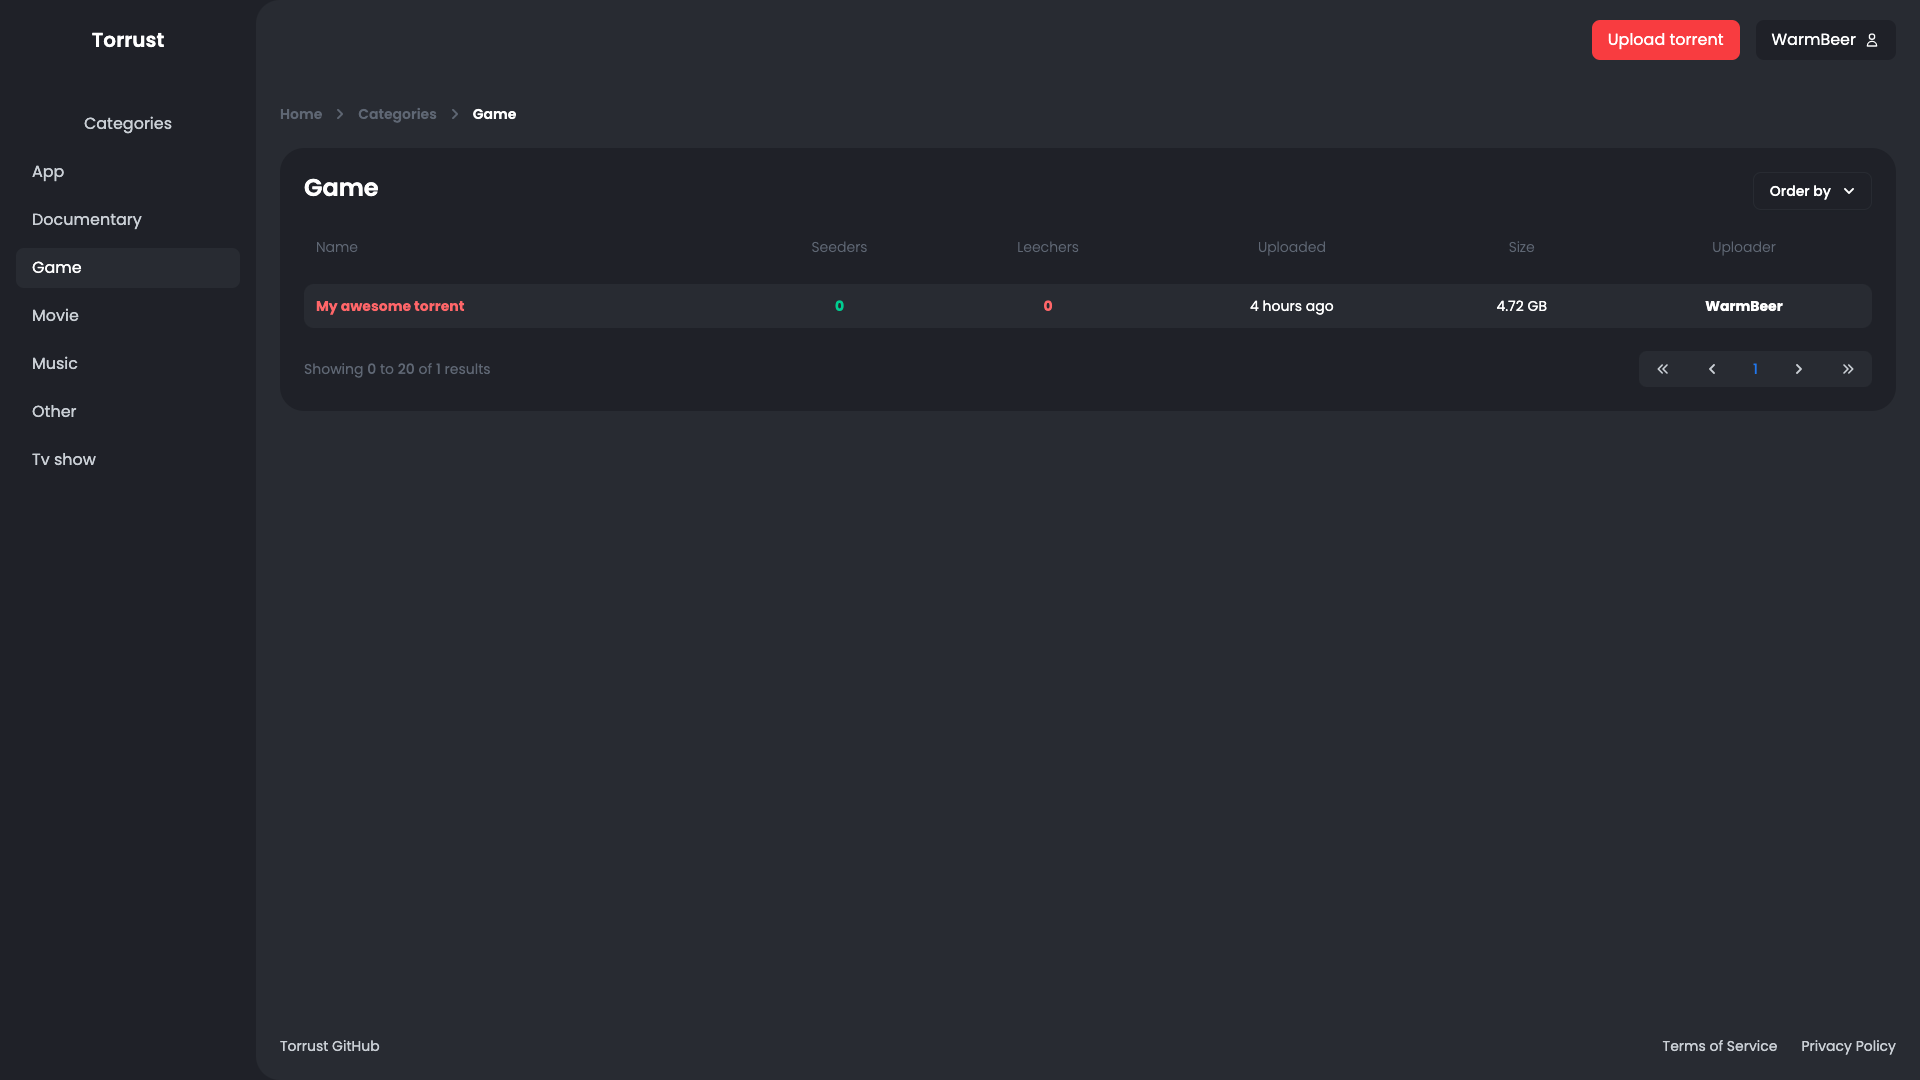 Torrust
Upload torrent
WarmBeer
Categories
App
Documentary
Game
Movie
Music
Other
Tv show
Home > Categories > Game
Game
Order by
Name Seeders Leechers Uploaded Size Uploader
My awesome torrent 0 0 4 hours ago 4.72 GB WarmBeer
Showing 0 to 20 of 1 results
« ‹ 1 › »
Torrust GitHub
Terms of Service Privacy Policy